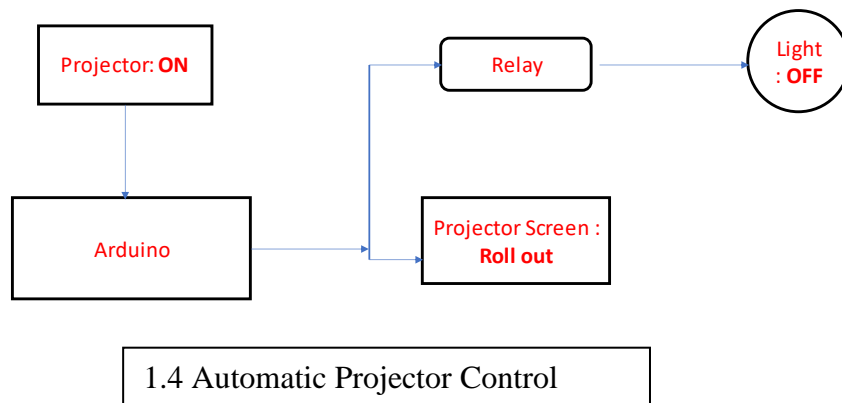 Projector: ON
Relay
Light
: OFF
Arduino
Projector Screen :
Roll out
1.4 Automatic Projector Control